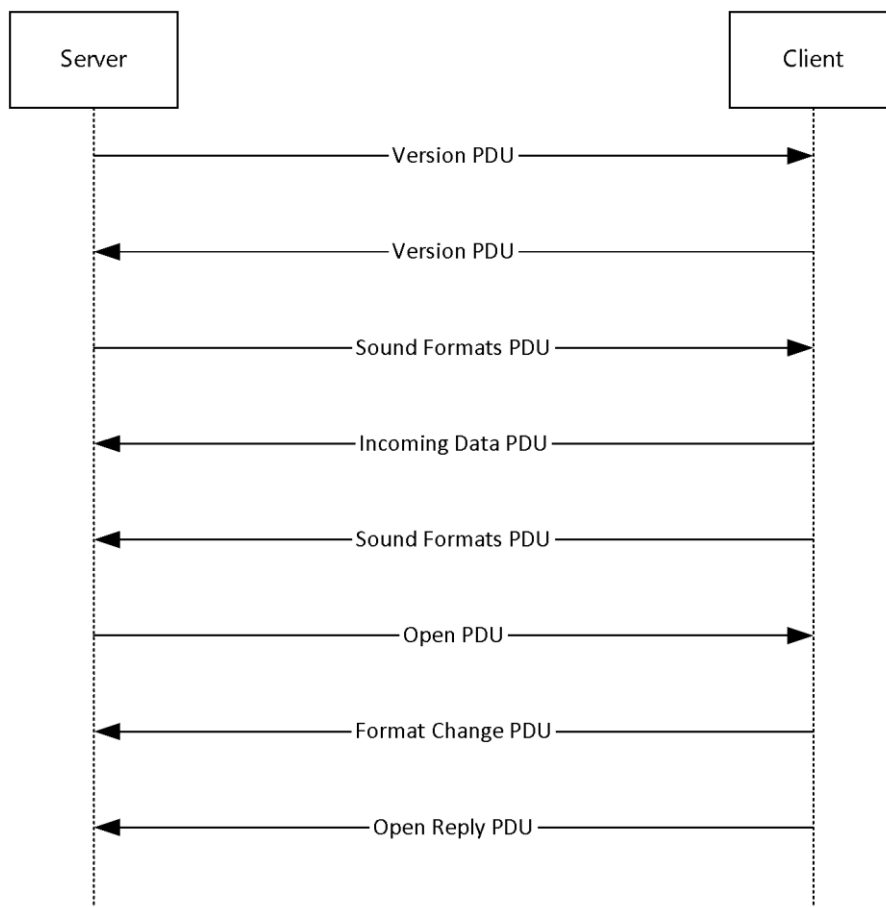 Server
Client
Version PDU
Version PDU
Sound Formats PDU
Incoming Data PDU
Sound Formats PDU
Open PDU
Format Change PDU
Open Reply PDU